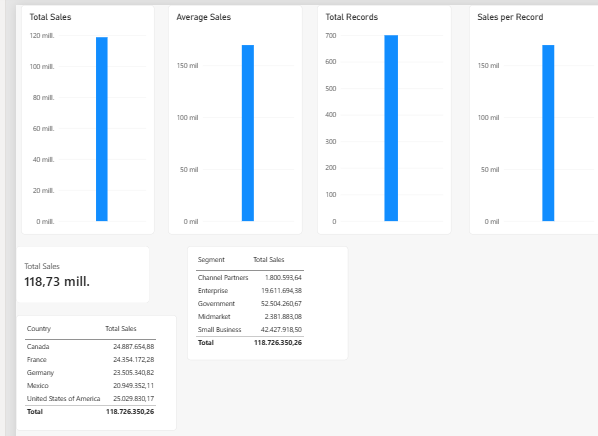 Total Sales
120 mill.
100 mill.
80 mill.
60 mill.
40 mill.
20 mill.
0 mill.
Average Sales
150 mil
100 mil
50 mil
0 mil
Total Records
700
600
500
400
300
200
100
0
Sales per Record
150 mil
100 mil
50 mil
0 mil
Total Sales
118,73 mill.
Segment Total Sales
Channel Partners 1.800.593,64
Enterprise 19.611.694,38
Government 52.504.260,67
Midmarket 2.381.883,08
Small Business 42.427.918,50
Total 118.726.350,26
Country Total Sales
Canada 24.887.654,88
France 24.354.172,28
Germany 23.505.340,82
Mexico 20.949.352,11
United States of America 25.029.830,17
Total 118.726.350,26